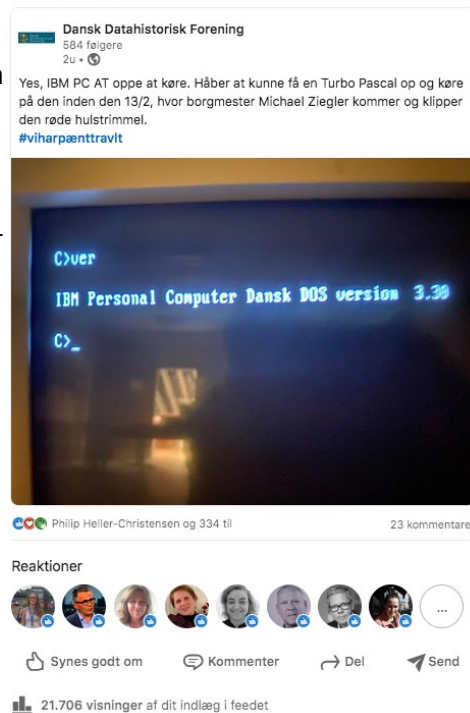 Dansk Datahistorisk Forening
584 følgere
2u •
Yes, IBM PC AT oppe at køre. Håber at kunne få en Turbo Pascal op og køre
på den inden den 13/2, hvor borgmester Michael Ziegler kommer og klipper
den røde hulstrimmel.
#viharpænttravlt
C>ver
IBM Personal Computer Dansk DOS version 3.30
C>_
Philip Heller-Christensen og 334 til
23 kommentare
Reaktioner
...
Synes godt om
Kommenter
Del
Send
21.706 visninger af dit indlæg i feedet